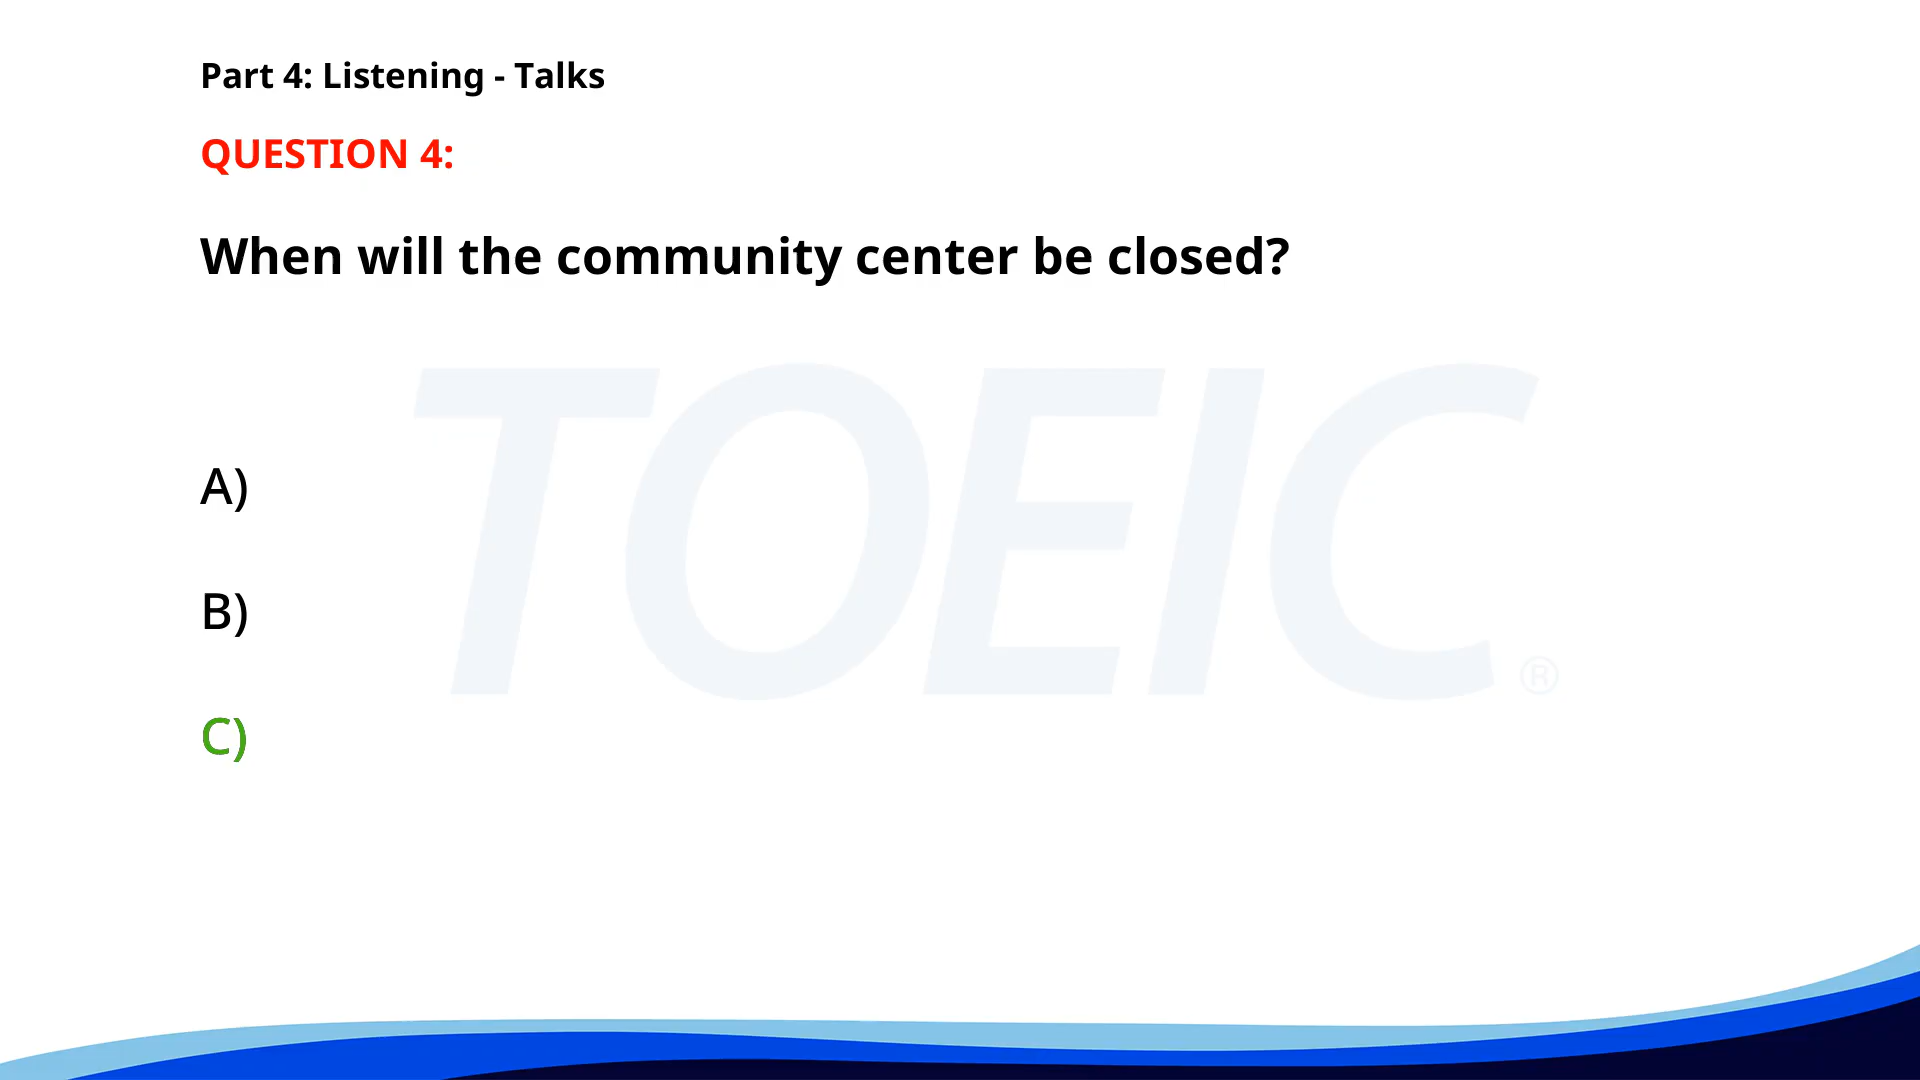 Part 4: Listening - Talks
QUESTION 4:
When will the community center be closed?
TOEIC®
A)
B)
C)